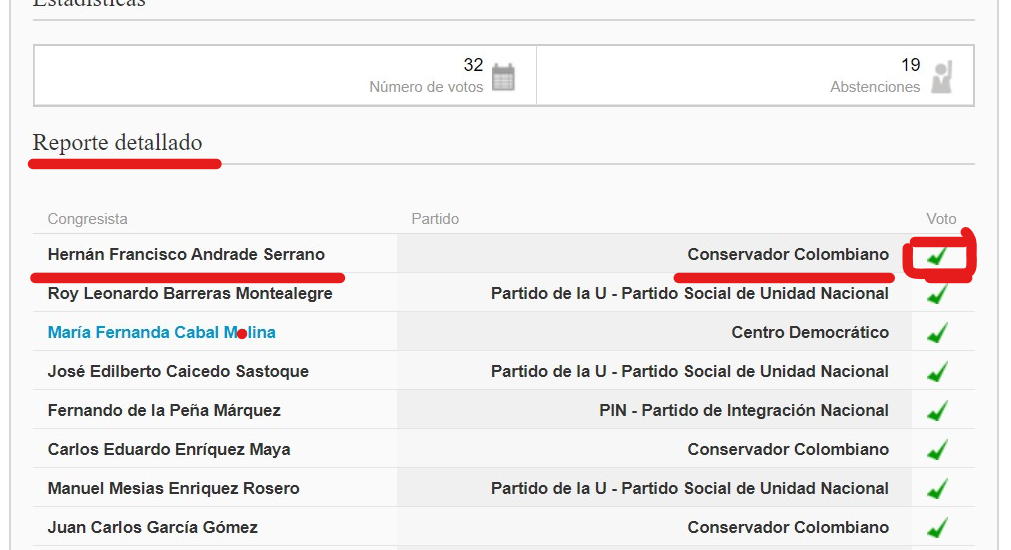 Estadísticas
32
Número de votos
19
Abstenciones
Reporte detallado
Congresista Partido Voto
Hernán Francisco Andrade Serrano Conservador Colombiano
Roy Leonardo Barreras Montealegre Partido de la U - Partido Social de Unidad Nacional
María Fernanda Cabal Molina Centro Democrático
José Edilberto Caicedo Sastoque Partido de la U - Partido Social de Unidad Nacional
Fernando de la Peña Márquez PIN - Partido de Integración Nacional
Carlos Eduardo Enríquez Maya Conservador Colombiano
Manuel Mesias Enriquez Rosero Partido de la U - Partido Social de Unidad Nacional
Juan Carlos García Gómez Conservador Colombiano